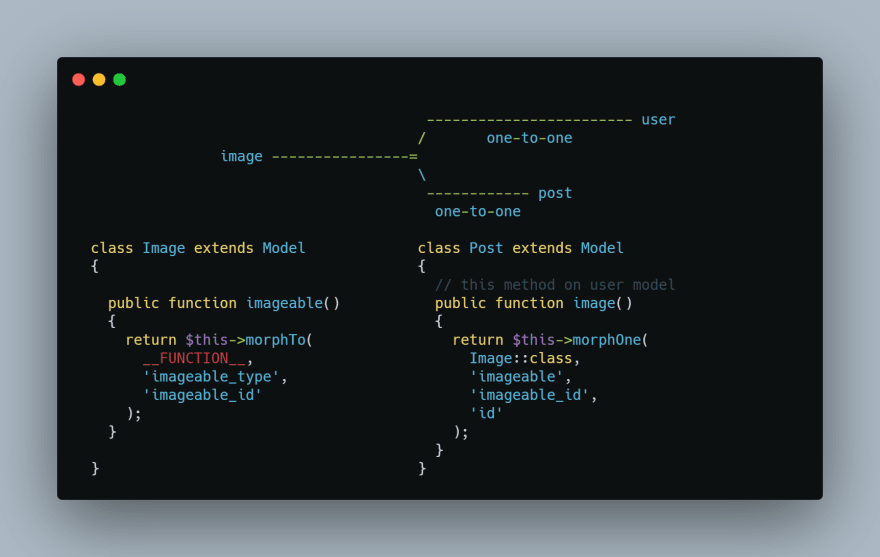 ------------------------ user
/ one-to-one
image ----------------=
\
------------ post
one-to-one
class Image extends Model
{
public function imageable()
{
return $this->morphTo(
__FUNCTION__,
'imageable_type',
'imageable_id'
);
}
}
class Post extends Model
{
// this method on user model
public function image()
{
return $this->morphOne(
Image::class,
'imageable',
'imageable_id',
'id'
);
}
}